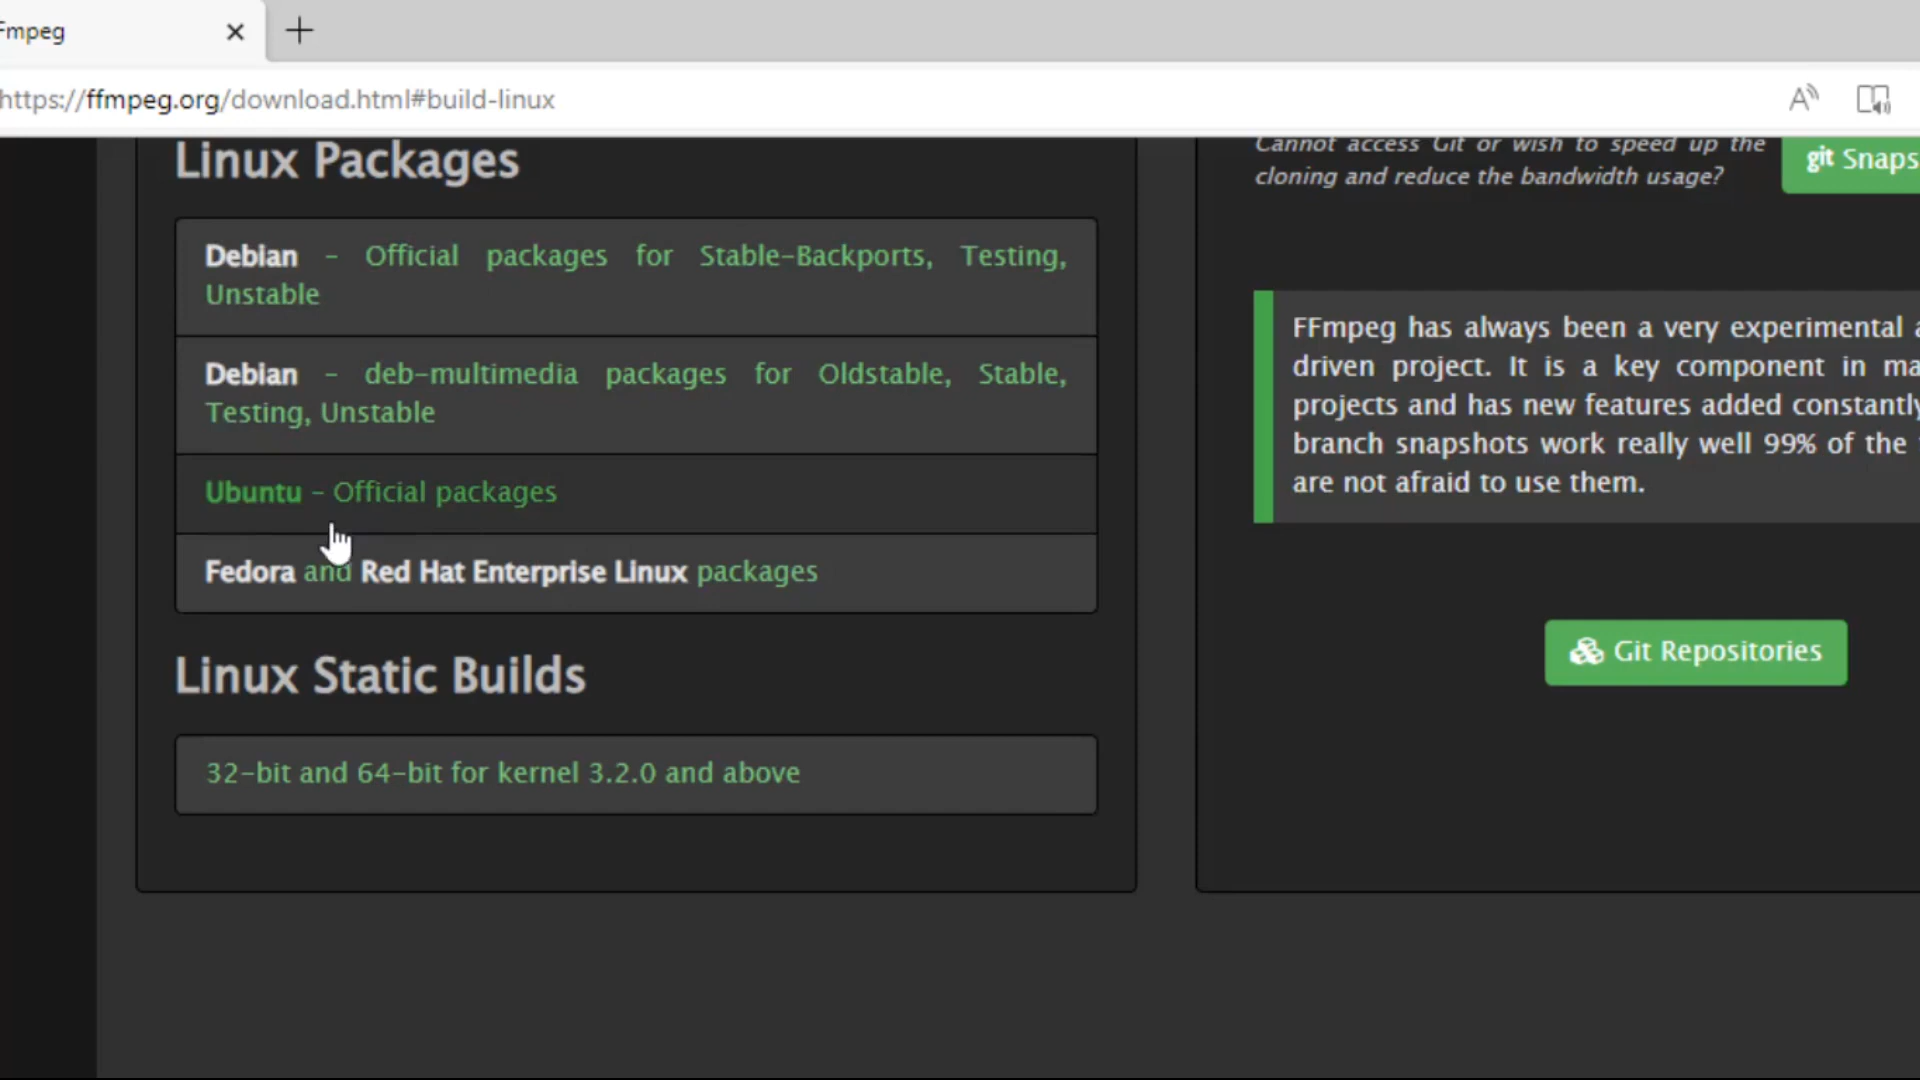 Fmpeg
https://ffmpeg.org/download.html#build-linux
Linux Packages
Debian - Official packages for Stable-Backports, Testing,
Unstable
Debian - deb-multimedia packages for Oldstable, Stable,
Testing, Unstable
Ubuntu - Official packages
Fedora and Red Hat Enterprise Linux packages
Linux Static Builds
32-bit and 64-bit for kernel 3.2.0 and above
Cannot access Git or wish to speed up the
cloning and reduce the bandwidth usage?
git Snaps
FFmpeg has always been a very experimental
driven project. It is a key component in
projects and has new features added constantly
branch snapshots work really well 99% of the
are not afraid to use them.
Git Repositories